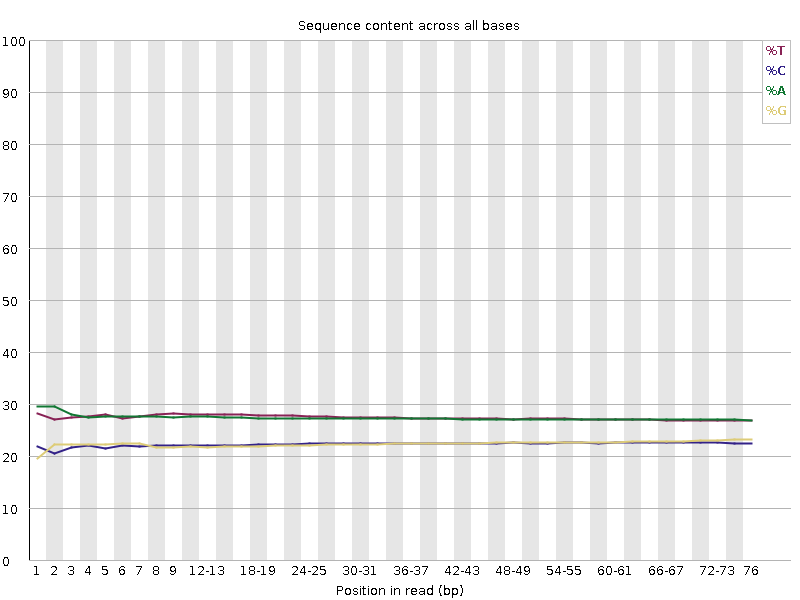 Sequence content across all bases
100
90
80
70
60
50
40
30
20
10
0
%T
%C
%A
%G
1 2 3 4 5 6 7 8 9 12-13 18-19 24-25 30-31 36-37 42-43 48-49 54-55 60-61 66-67 72-73 76
Position in read (bp)